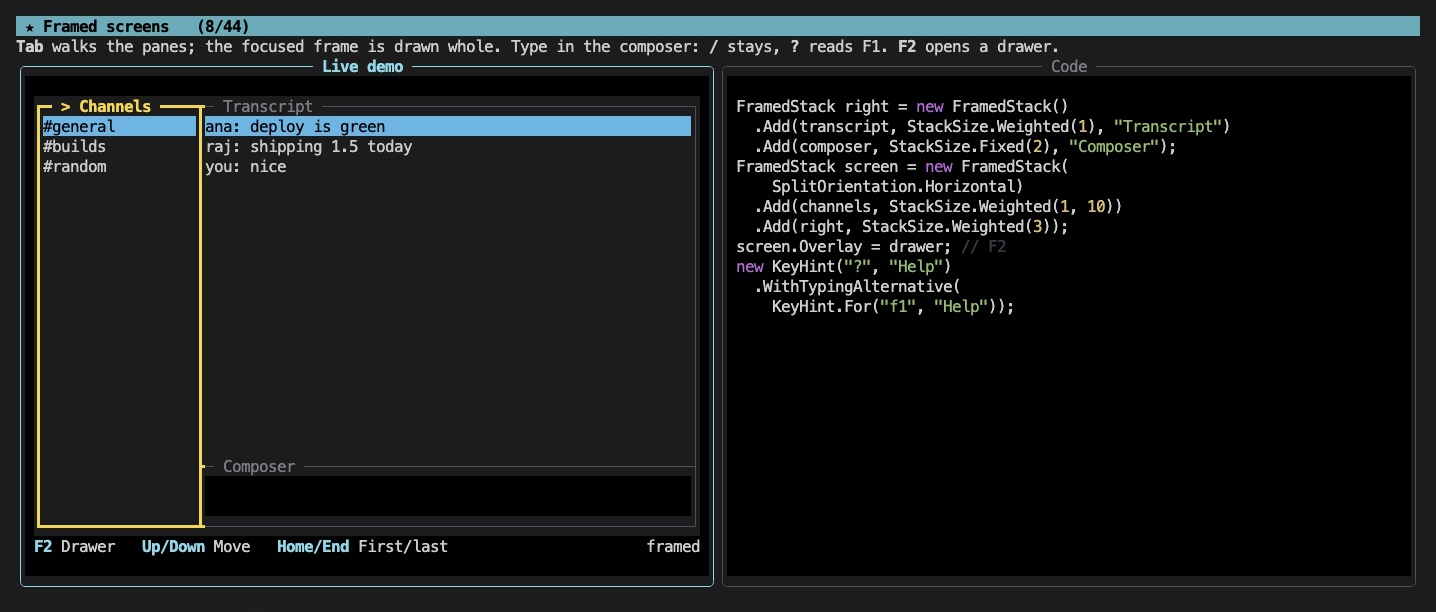 ★ Framed screens (8/44)
Tab walks the panes; the focused frame is drawn whole. Type in the composer: / stays, ? reads F1. F2 opens a drawer.
Live demo
> Channels
#general
#builds
#random
Transcript
ana: deploy is green
raj: shipping 1.5 today
you: nice
Composer
F2 Drawer Up/Down Move Home/End First/last framed
Code
FramedStack right = new FramedStack()
  .Add(transcript, StackSize.Weighted(1), "Transcript")
  .Add(composer, StackSize.Fixed(2), "Composer");
FramedStack screen = new FramedStack(
    SplitOrientation.Horizontal)
  .Add(channels, StackSize.Weighted(1, 10))
  .Add(right, StackSize.Weighted(3));
screen.Overlay = drawer; // F2
new KeyHint("?", "Help")
  .WithTypingAlternative(
    KeyHint.For("f1", "Help"));